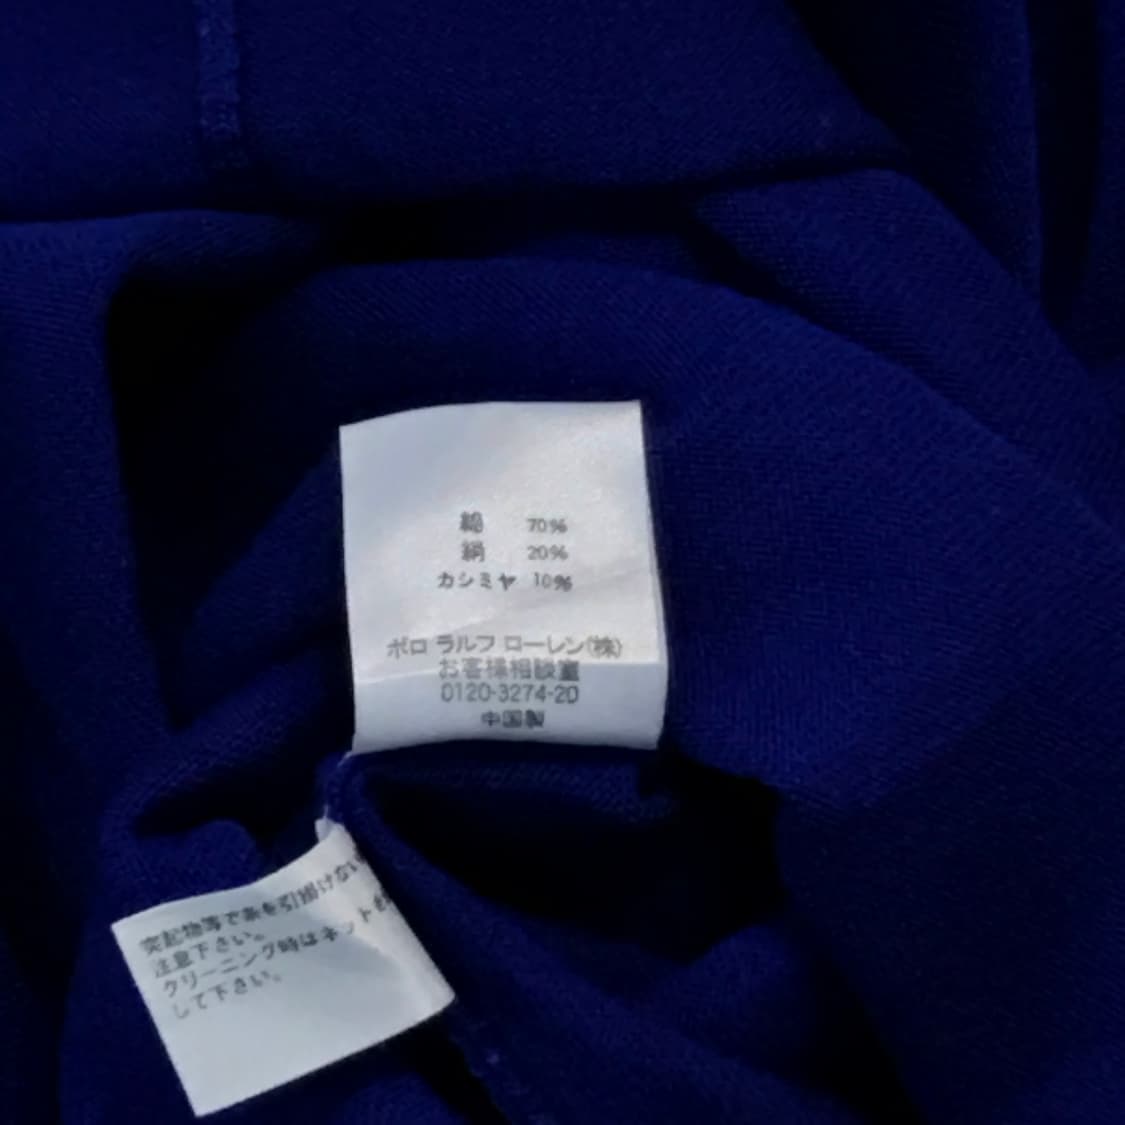 綿 70%
絹 20%
カシミヤ 10%
ポロ ラルフ ローレン(株)
お客様相談室
0120-3274-20
中国製
突起物等で糸を引掛けない
注意下さい。
クリーニング時はネット
して下さい。